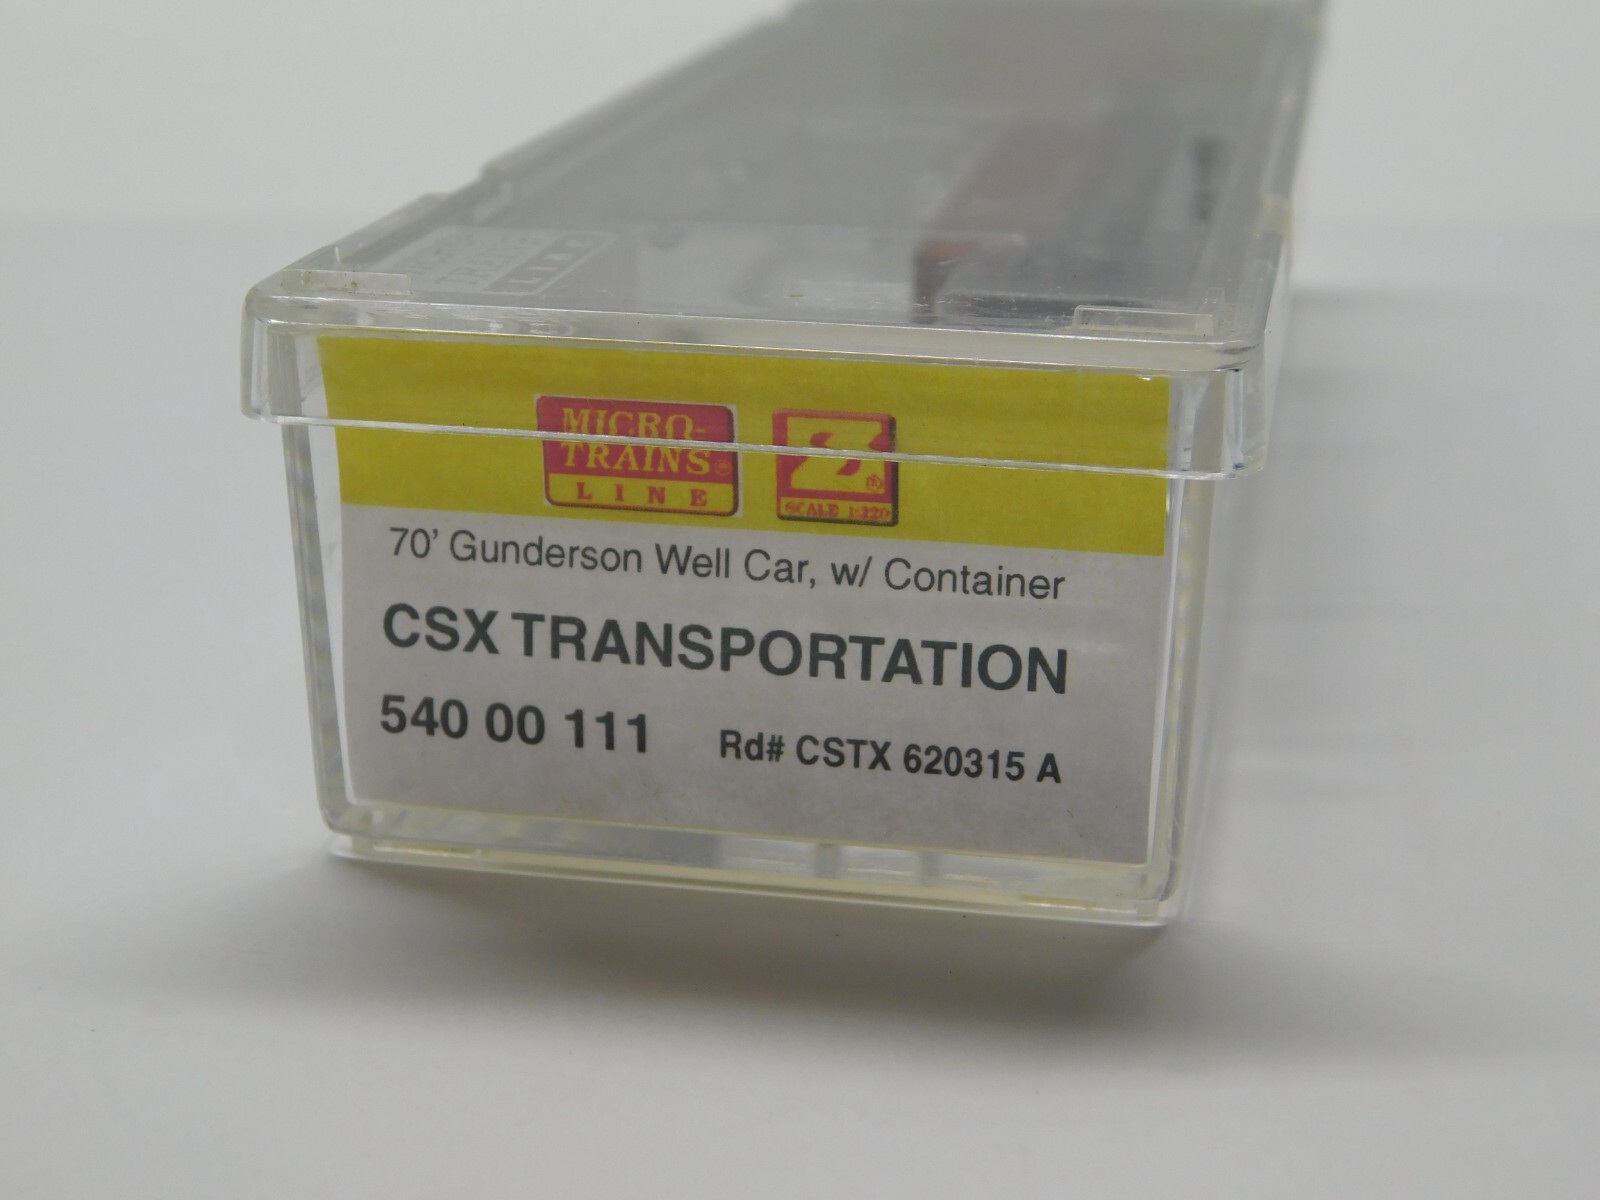 MICRO-
TRAINS®
LINE
Z ®
SCALE 1:220
70' Gunderson Well Car, w/ Container
CSX TRANSPORTATION
540 00 111 Rd# CSTX 620315 A